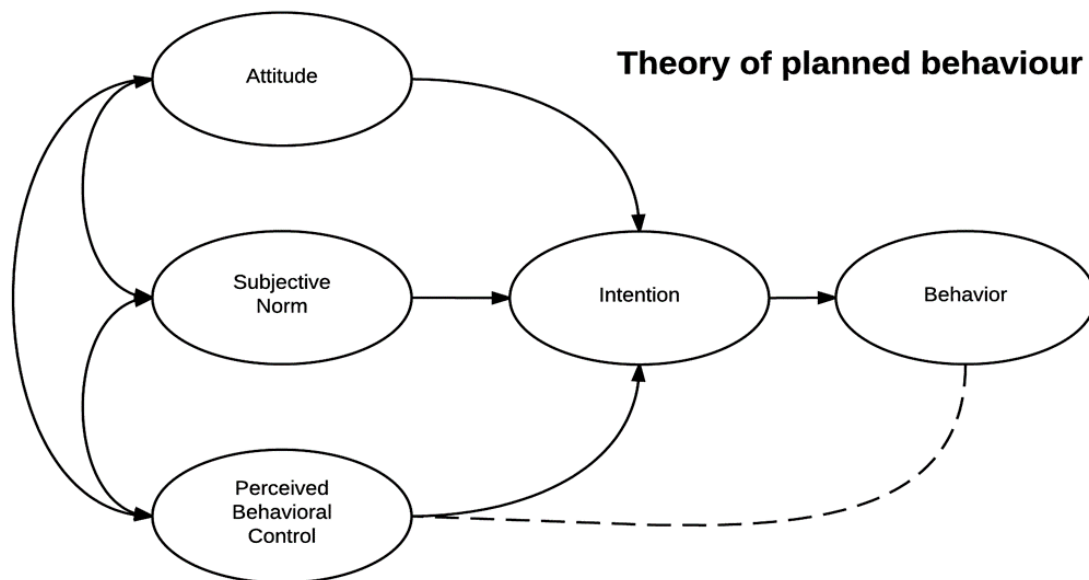 Theory of planned behaviour
Attitude
Subjective
Norm
Intention
Behavior
Perceived
Behavioral
Control